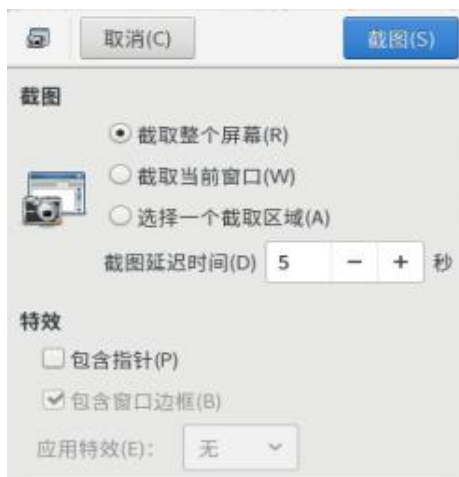 取消(C) 截图(S)
截图
截取整个屏幕(R)
截取当前窗口(W)
选择一个截取区域(A)
截图延迟时间(D) 5 − + 秒
特效
包含指针(P)
包含窗口边框(B)
应用特效(E): 无